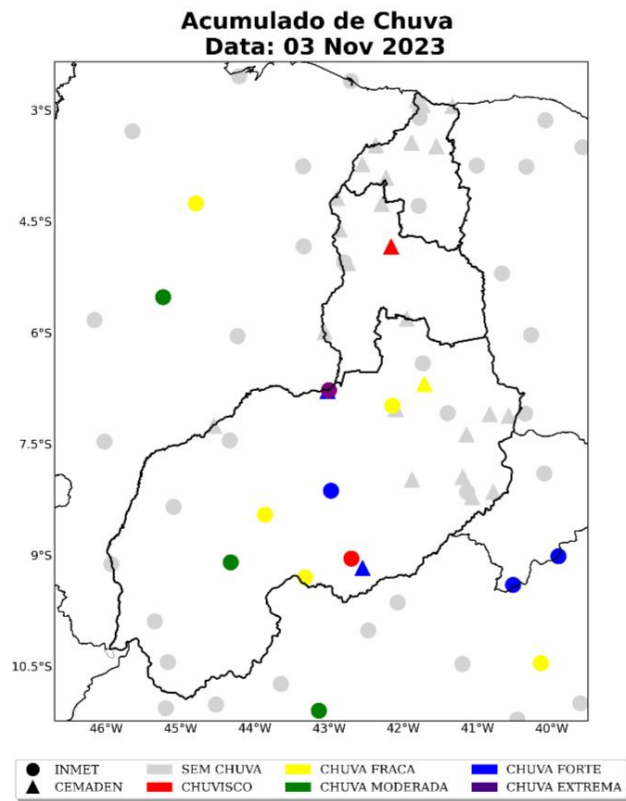 Acumulado de Chuva
Data: 03 Nov 2023
3°S
4.5°S
6°S
7.5°S
9°S
10.5°S
46°W 45°W 44°W 43°W 42°W 41°W 40°W
INMET SEM CHUVA CHUVA FRACA CHUVA FORTE
CEMADEN CHUVISCO CHUVA MODERADA CHUVA EXTREMA